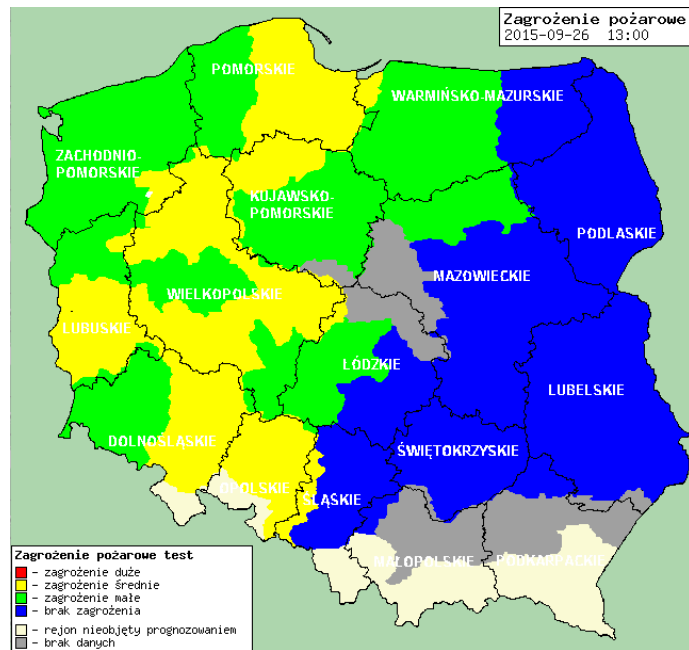 Zagrożenie pożarowe
2015-09-26 13:00
POMORSKIE
WARMIŃSKO-MAZURSKIE
ZACHODNIO-
POMORSKIE
KUJAWSKO-
POMORSKIE
PODLASKIE
MAZOWIECKIE
WIELKOPOLSKIE
LUBUSKIE
ŁÓDZKIE
LUBELSKIE
DOLNOŚLĄSKIE
ŚWIĘTOKRZYSKIE
OPOLSKIE
ŚLĄSKIE
MAŁOPOLSKIE
PODKARPACKIE
Zagrożenie pożarowe test
- zagrożenie duże
- zagrożenie średnie
- zagrożenie małe
- brak zagrożenia
- rejon nieobjęty prognozowaniem
- brak danych